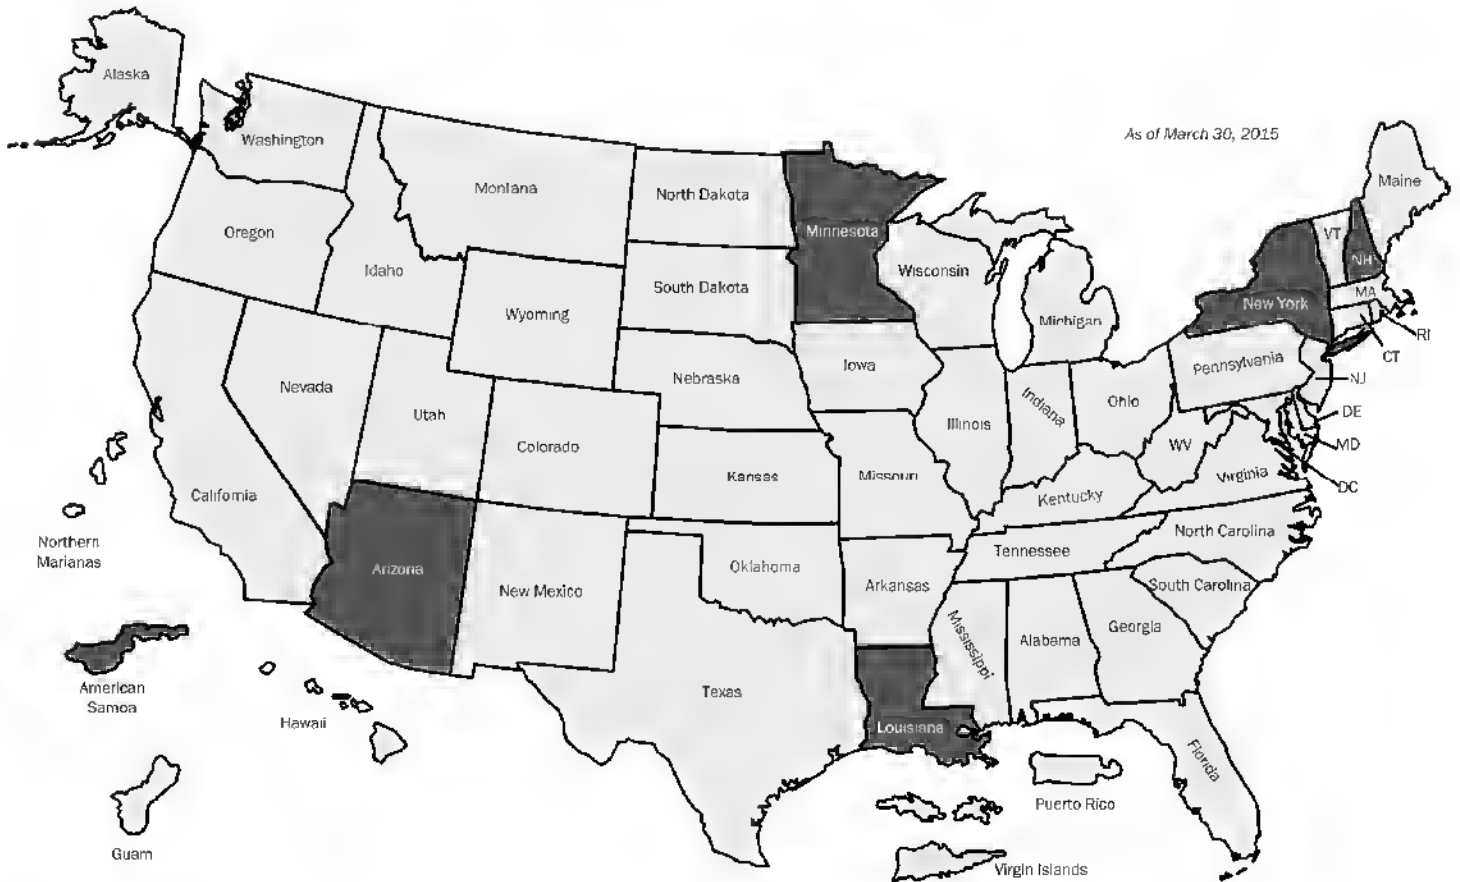 Alaska
As of March 30, 2015
Washington
Montana
North Dakota
Minnesota
Maine
Oregon
Idaho
VT
NH
Wisconsin
South Dakota
MA
Wyoming
New York
Michigan
RI
CT
Iowa
Pennsylvania
Nebraska
NJ
Nevada
Utah
Ohio
Indiana
DE
Illinois
Colorado
WV
MD
Kansas
Missouri
Virginia
DC
California
Kentucky
North Carolina
Northern
Marianas
Tennessee
Arizona
Oklahoma
Arkansas
South Carolina
New Mexico
Georgia
Mississippi
Alabama
American
Samoa
Texas
Hawaii
Louisiana
Florida
Puerto Rico
Guam
Virgin Islands